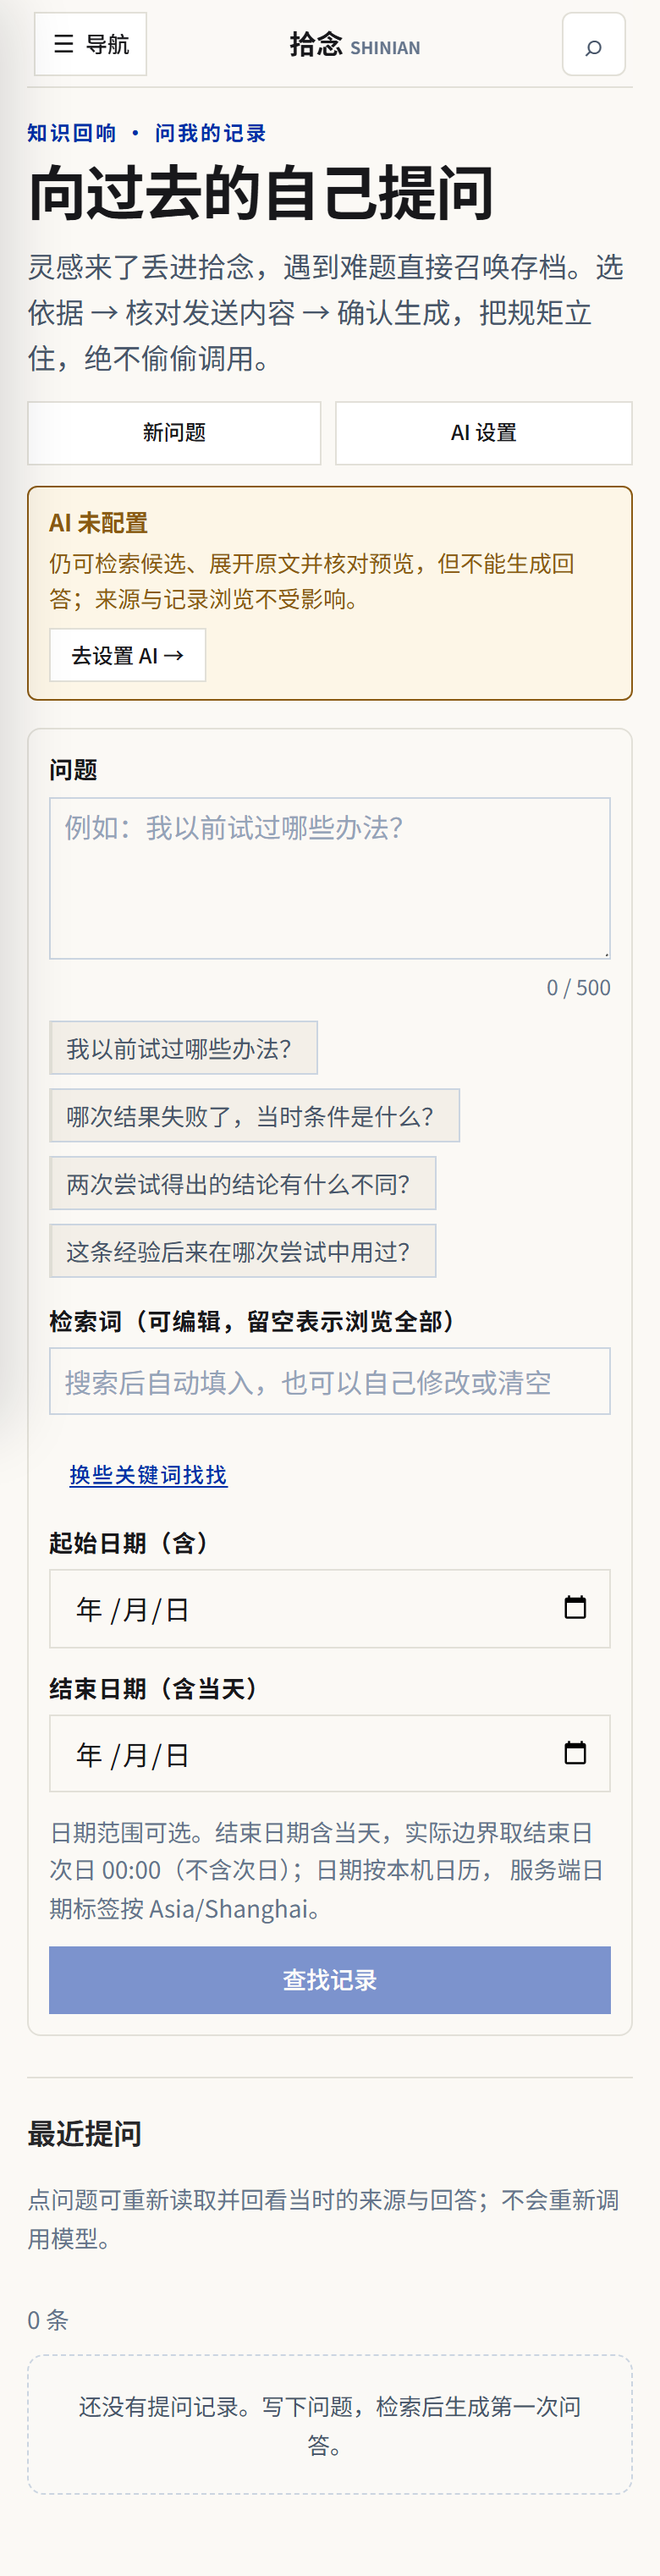 ☰ 导航
拾念 SHINIAN
知识回响 · 问我的记录
向过去的自己提问
灵感来了丢进拾念，遇到难题直接召唤存档。选
依据 → 核对发送内容 → 确认生成，把规矩立
住，绝不偷偷调用。
新问题
AI 设置
AI 未配置
仍可检索候选、展开原文并核对预览，但不能生成回
答；来源与记录浏览不受影响。
去设置 AI →
问题
例如：我以前试过哪些办法？
0 / 500
我以前试过哪些办法？
哪次结果失败了，当时条件是什么？
两次尝试得出的结论有什么不同？
这条经验后来在哪次尝试中用过？
检索词（可编辑，留空表示浏览全部）
搜索后自动填入，也可以自己修改或清空
换些关键词找找
起始日期（含）
年 /月/日
结束日期（含当天）
年 /月/日
日期范围可选。结束日期含当天，实际边界取结束日
次日 00:00（不含次日）；日期按本机日历， 服务端日
期标签按 Asia/Shanghai。
查找记录
最近提问
点问题可重新读取并回看当时的来源与回答；不会重新调
用模型。
0 条
还没有提问记录。写下问题，检索后生成第一次问
答。